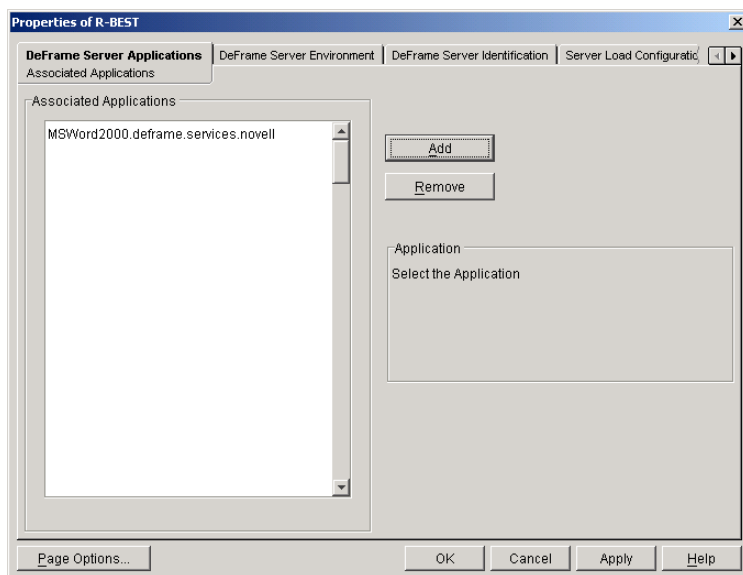 Properties of R-BEST
DeFrame Server Applications
DeFrame Server Environment
DeFrame Server Identification
Server Load Configuratic
Associated Applications
Associated Applications
MSWord2000.deframe.services.novell
Add
Remove
Application
Select the Application
Page Options...
OK
Cancel
Apply
Help